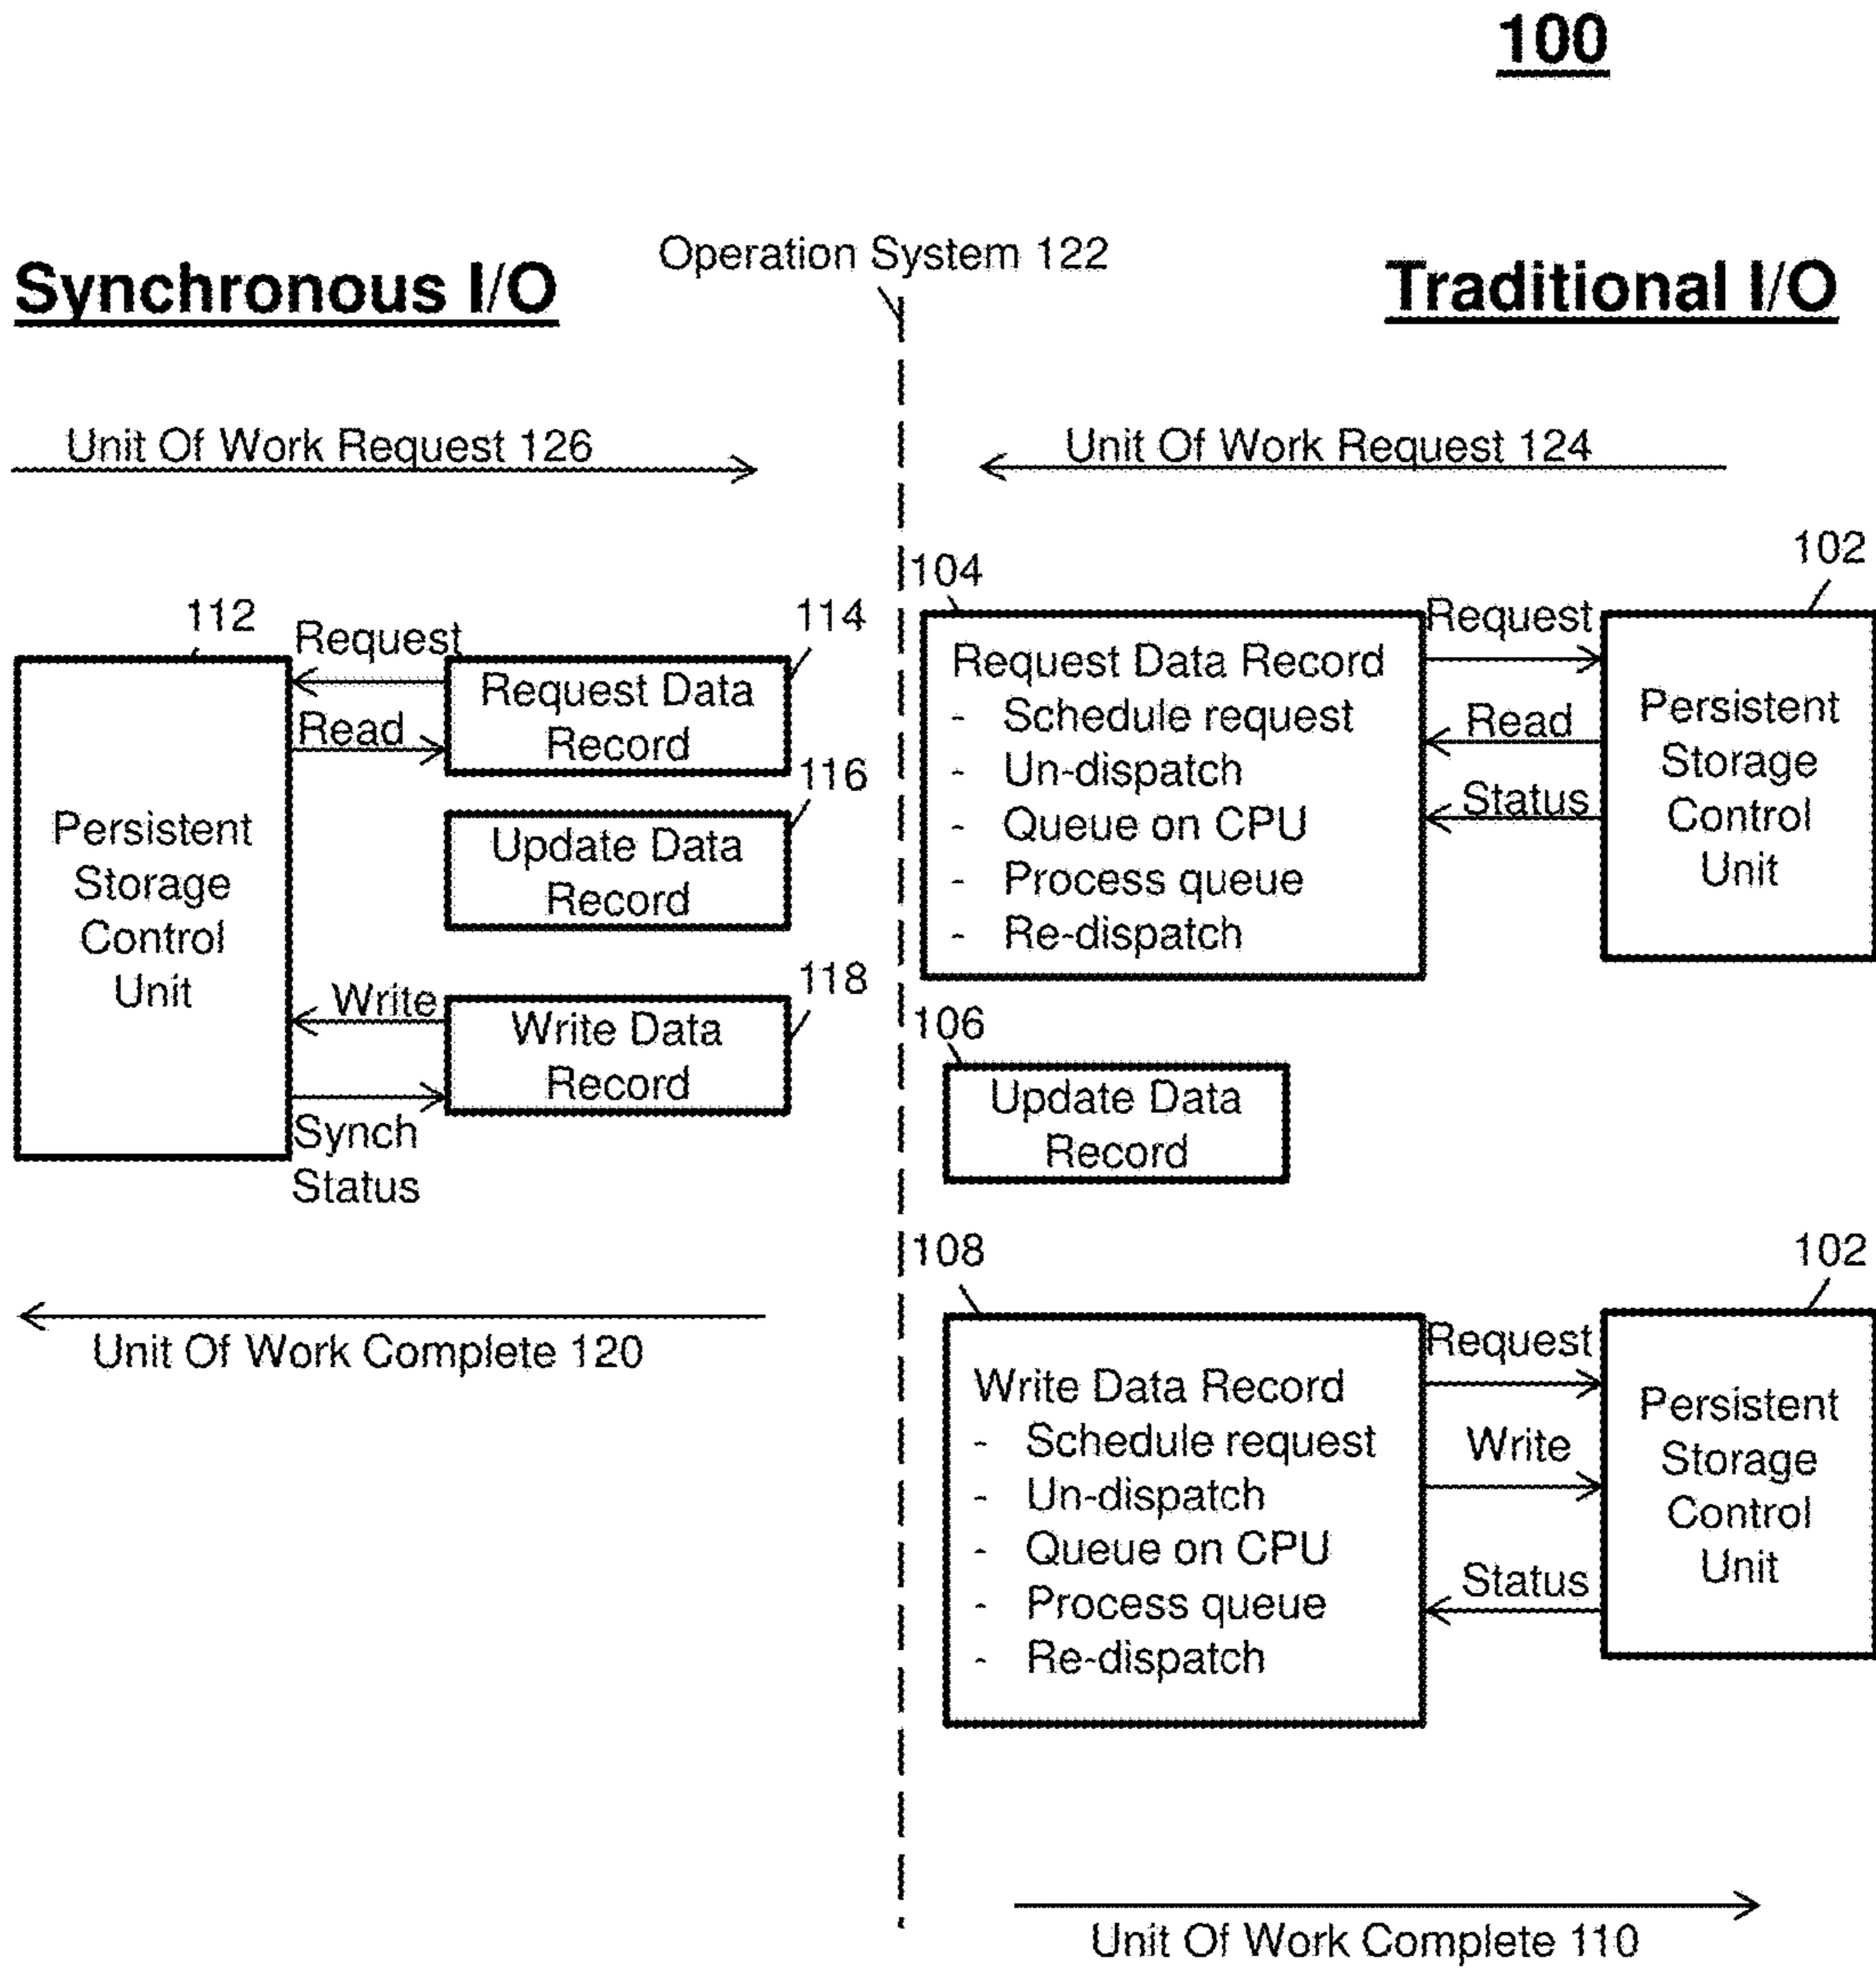 100
Operation System 122
Synchronous I/O
Traditional I/O
Unit Of Work Request 126
Unit Of Work Request 124
112
Request
Read
114
Request Data
Record
116
Update Data
Record
Persistent
Storage
Control
Unit
118
Write
Write Data
Record
Synch
Status
Unit Of Work Complete 120
104
102
Request Data Record
- Schedule request
- Un-dispatch
- Queue on CPU
- Process queue
- Re-dispatch
Request
Read
Status
Persistent
Storage
Control
Unit
106
Update Data
Record
108
102
Write Data Record
- Schedule request
- Un-dispatch
- Queue on CPU
- Process queue
- Re-dispatch
Request
Write
Status
Persistent
Storage
Control
Unit
Unit Of Work Complete 110